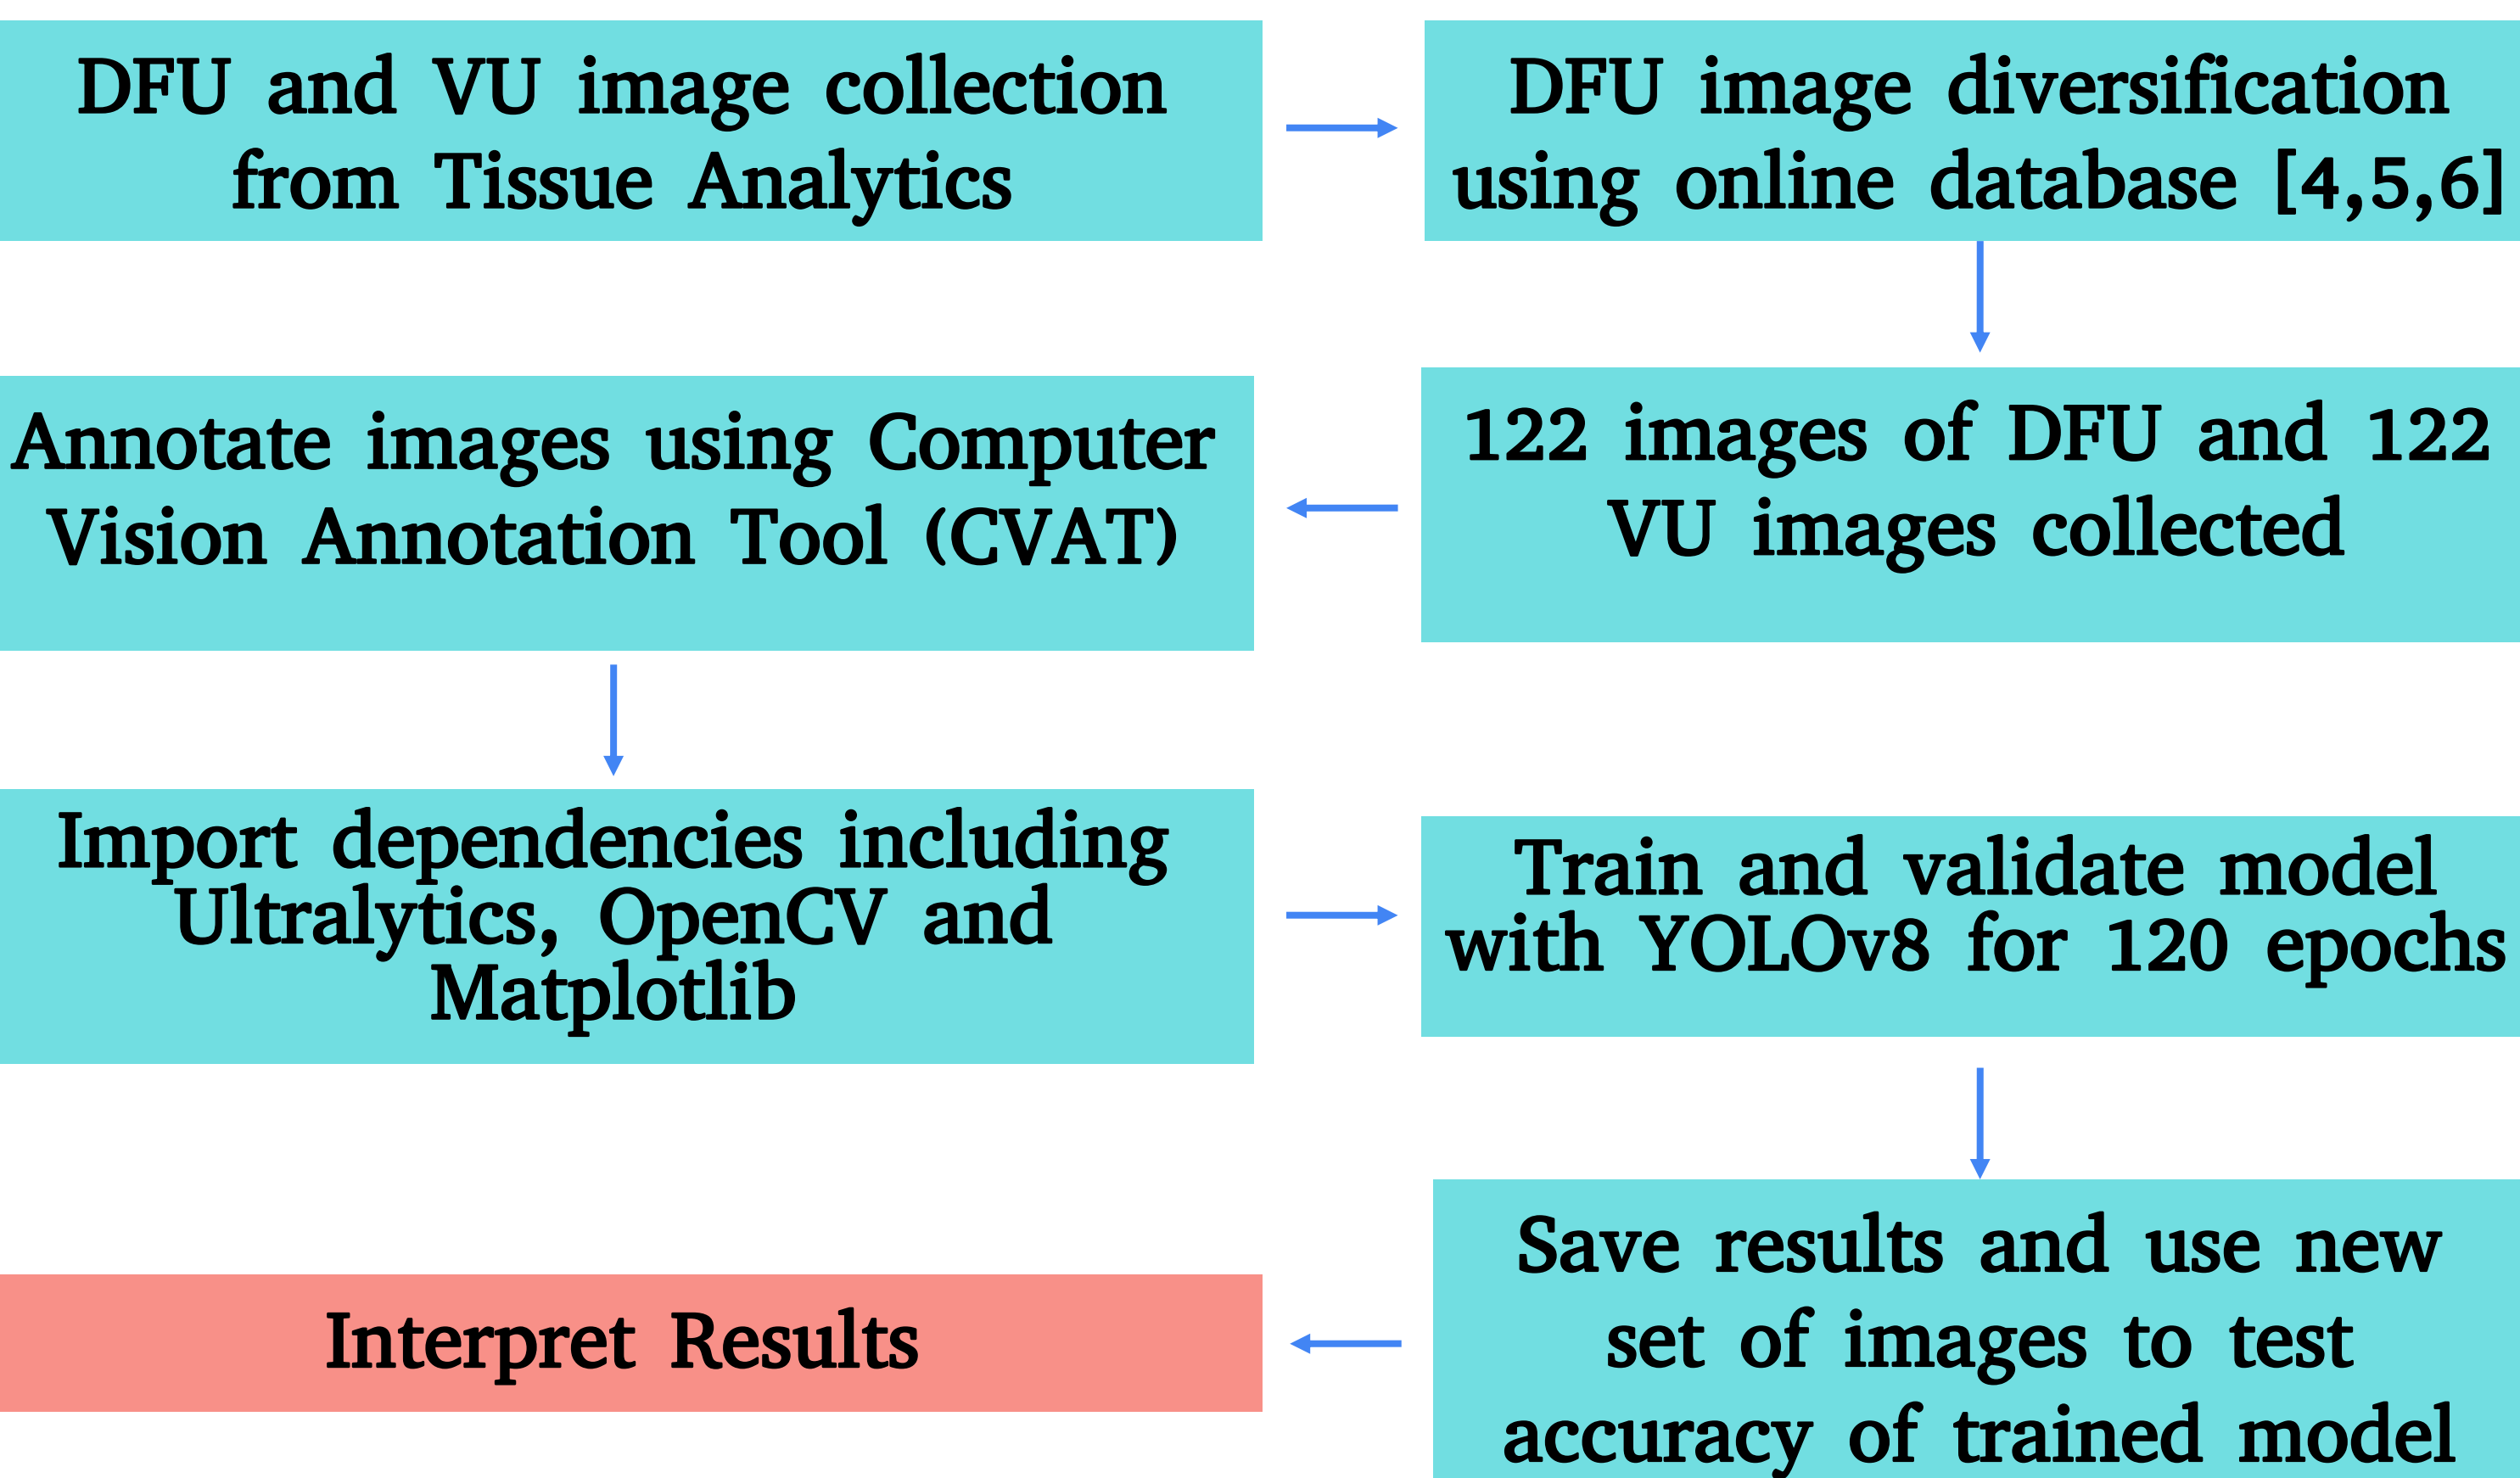 DFU and VU image collection
from Tissue Analytics
DFU image diversification
using online database [4,5,6]
122 images of DFU and 122
VU images collected
Annotate images using Computer
Vision Annotation Tool (CVAT)
Import dependencies including
Ultralytics, OpenCV and
Matplotlib
Train and validate model
with YOLOv8 for 120 epochs
Save results and use new
set of images to test
accuracy of trained model
Interpret Results